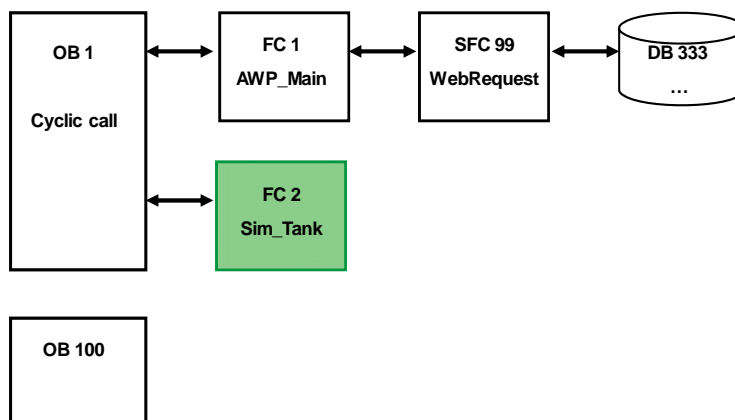 OB 1
Cyclic call
FC 1
AWP_Main
SFC 99
WebRequest
DB 333
...
FC 2
Sim_Tank
OB 100